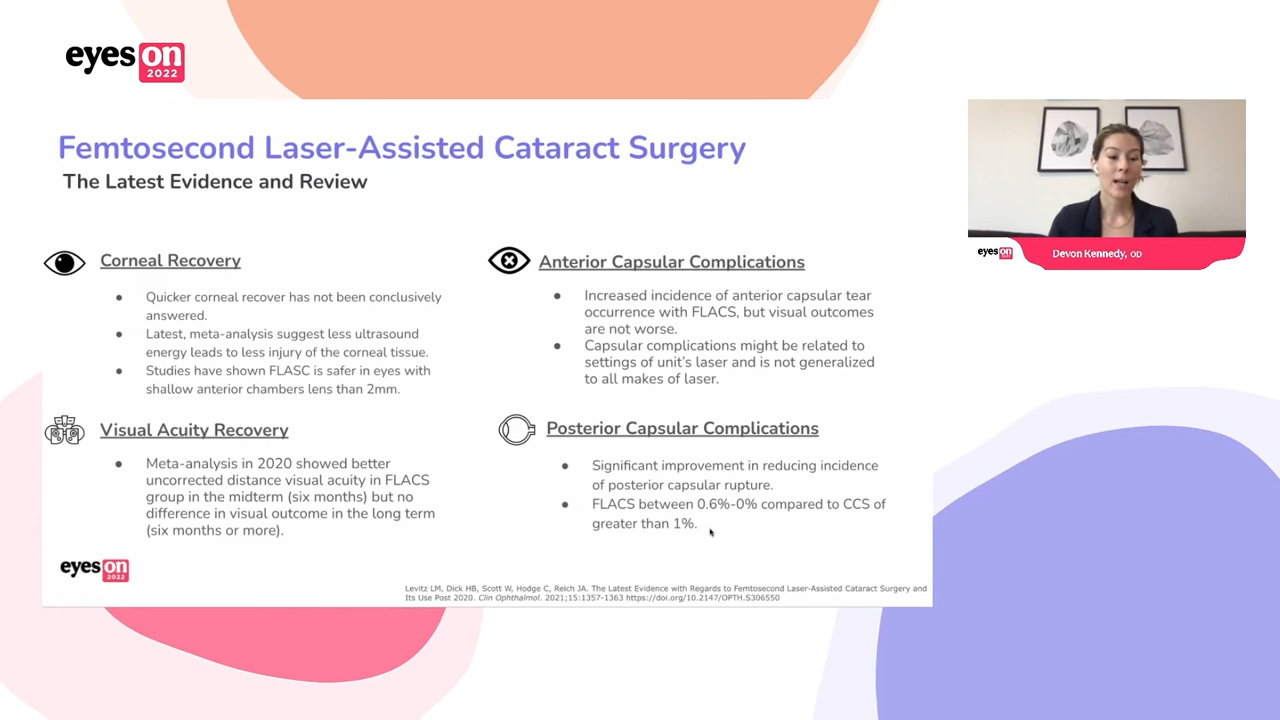 eyes on
2022
Femtosecond Laser-Assisted Cataract Surgery
The Latest Evidence and Review
Corneal Recovery
● Quicker corneal recover has not been conclusively
answered.
● Latest, meta-analysis suggest less ultrasound
energy leads to less injury of the corneal tissue.
● Studies have shown FLASC is safer in eyes with
shallow anterior chambers lens than 2mm.
Visual Acuity Recovery
● Meta-analysis in 2020 showed better
uncorrected distance visual acuity in FLACS
group in the midterm (six months) but no
difference in visual outcome in the long term
(six months or more).
Anterior Capsular Complications
● Increased incidence of anterior capsular tear
occurrence with FLACS, but visual outcomes
are not worse.
● Capsular complications might be related to
settings of unit's laser and is not generalized
to all makes of laser.
Posterior Capsular Complications
● Significant improvement in reducing incidence
of posterior capsular rupture.
● FLACS between 0.6%-0% compared to CCS of
greater than 1%.
eyes on
2022
Levitz LM, Dick HB, Scott W, Hodge C, Reich JA. The Latest Evidence with Regards to Femtosecond Laser-Assisted Cataract Surgery and
Its Use Post 2020. Clin Ophthalmol. 2021;15:1357-1363 https://doi.org/10.2147/OPTH.S306550
eyes on
Devon Kennedy, OD